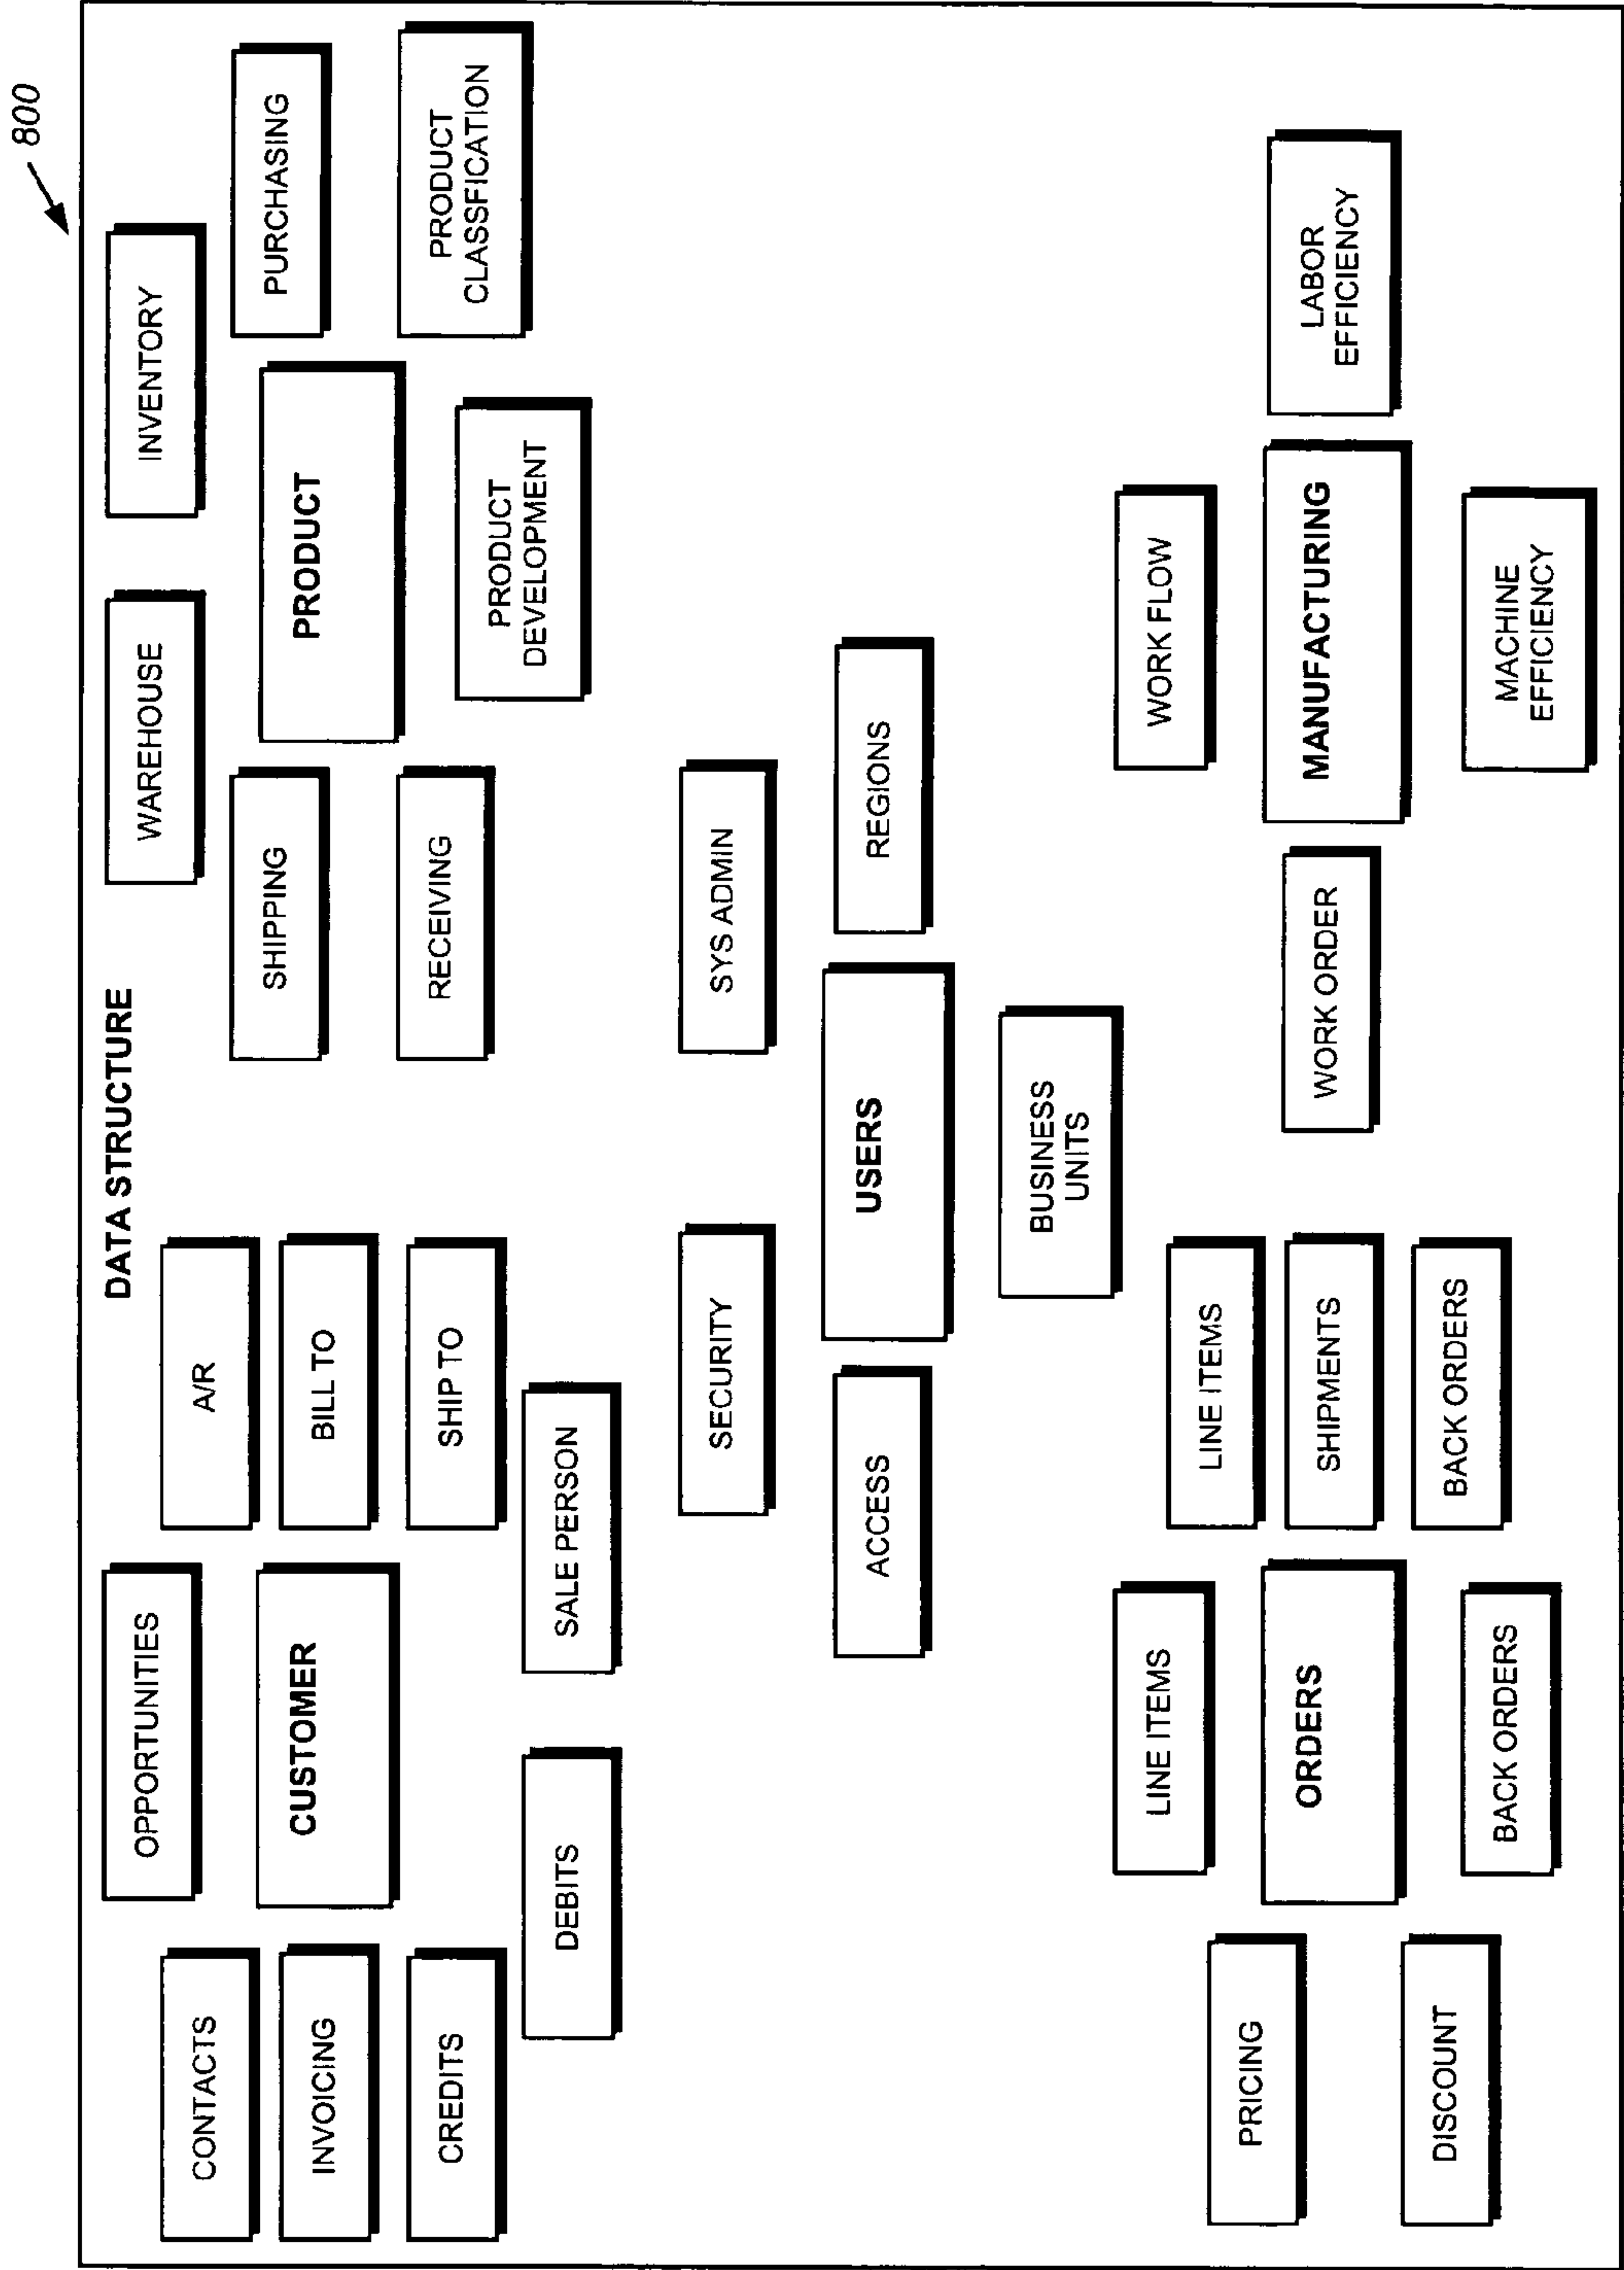 800
DATA STRUCTURE
OPPORTUNITIES
CONTACTS
INVOICING
CREDITS
CUSTOMER
A/R
BILL TO
SHIP TO
DEBITS
SALE PERSON
WAREHOUSE
INVENTORY
SHIPPING
RECEIVING
PRODUCT
PURCHASING
PRODUCT
CLASSFICATION
PRODUCT
DEVELOPMENT
SECURITY
SYS ADMIN
ACCESS
USERS
REGIONS
BUSINESS
UNITS
LINE ITEMS
PRICING
DISCOUNT
ORDERS
LINE ITEMS
SHIPMENTS
BACK ORDERS
BACK ORDERS
WORK FLOW
WORK ORDER
MANUFACTURING
LABOR
EFFICIENCY
MACHINE
EFFICIENCY